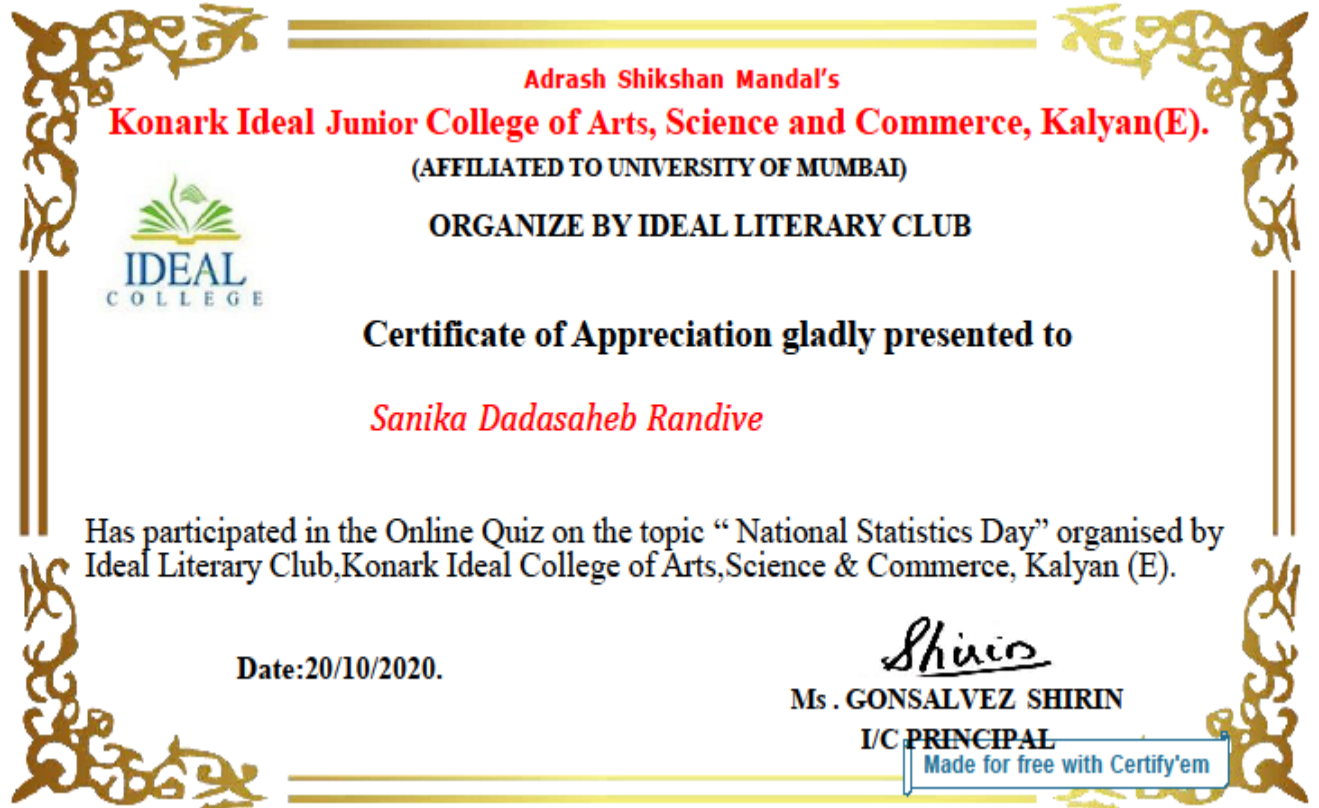 Adrash Shikshan Mandal's
Konark Ideal Junior College of Arts, Science and Commerce, Kalyan(E).
(AFFILIATED TO UNIVERSITY OF MUMBAI)
ORGANIZE BY IDEAL LITERARY CLUB
IDEAL
COLLEGE
Certificate of Appreciation gladly presented to
Sanika Dadasaheb Randive
Has participated in the Online Quiz on the topic “ National Statistics Day” organised by
Ideal Literary Club,Konark Ideal College of Arts,Science & Commerce, Kalyan (E).
Shirin
Date:20/10/2020.
Ms . GONSALVEZ SHIRIN
I/C PRINCIPAL
Made for free with Certify'em